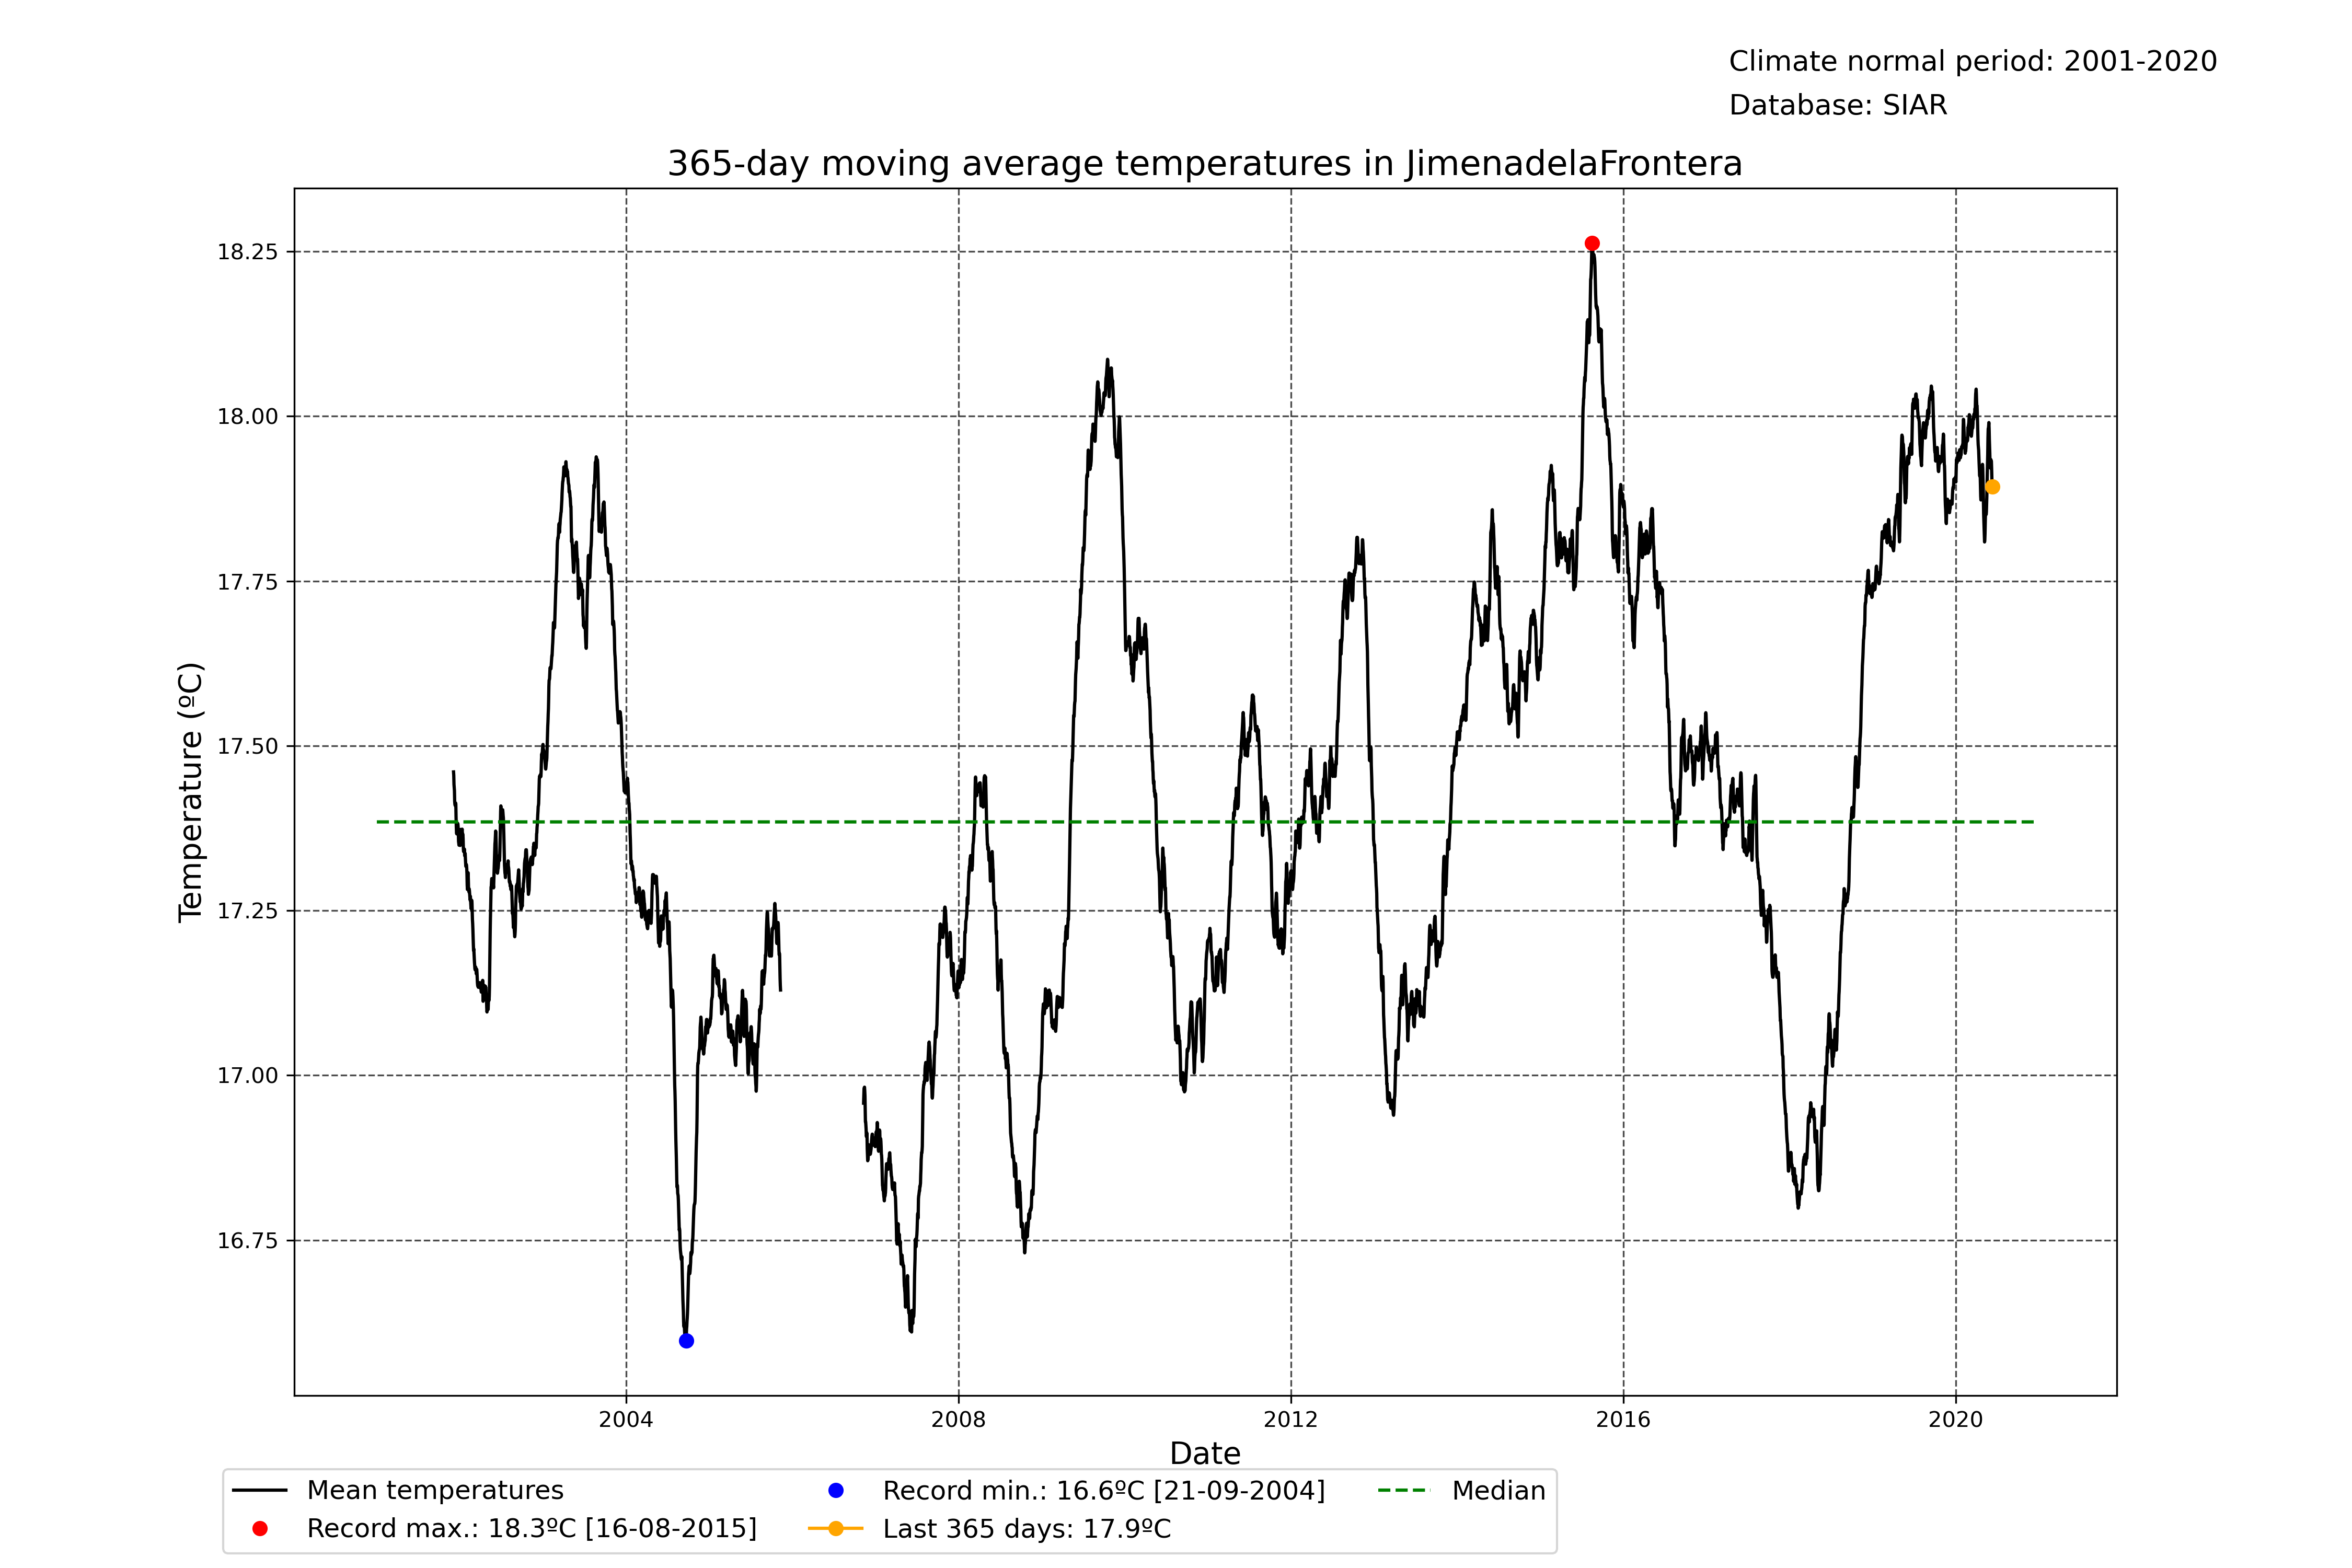 Climate normal period: 2001-2020
Database: SIAR
365-day moving average temperatures in JimenadelaFrontera
Temperature (ºC)
18.25
18.00
17.75
17.50
17.25
17.00
16.75
2004 2008 2012 2016 2020
Date
Mean temperatures
Record max.: 18.3ºC [16-08-2015]
Record min.: 16.6ºC [21-09-2004]
Last 365 days: 17.9ºC
Median